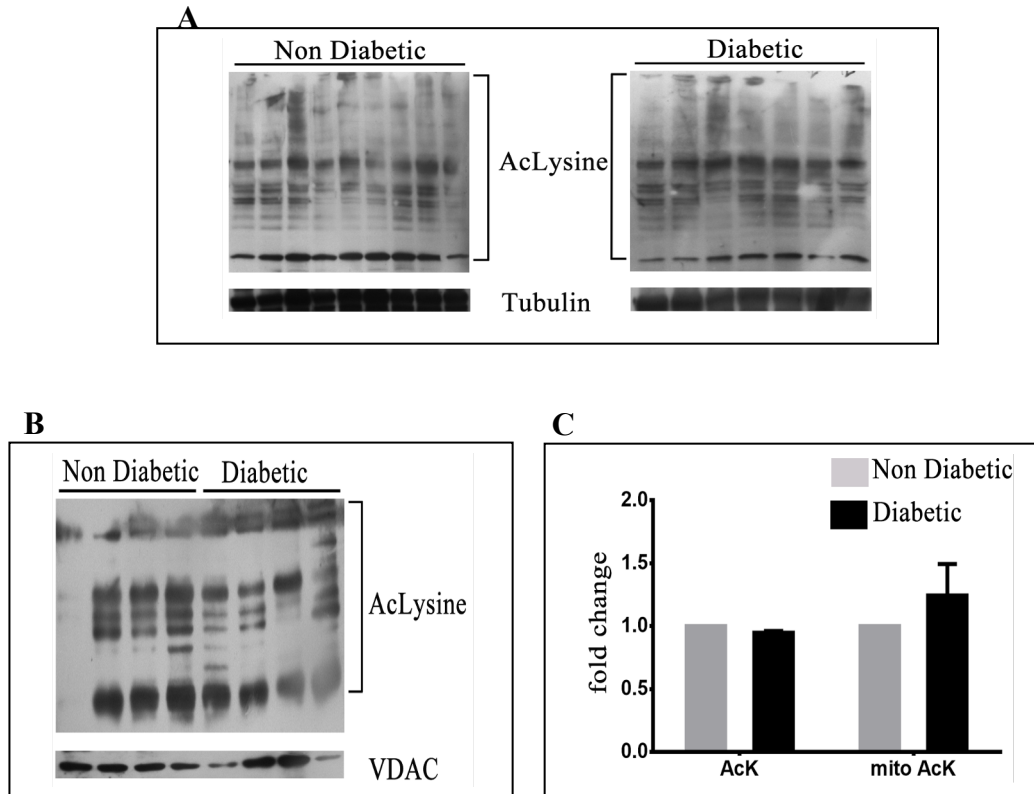 A
Non Diabetic
Diabetic
AcLysine
Tubulin
B
Non Diabetic
Diabetic
AcLysine
VDAC
C
Non Diabetic
Diabetic
fold change
2.0
1.5
1.0
0.5
0.0
AcK
mito AcK